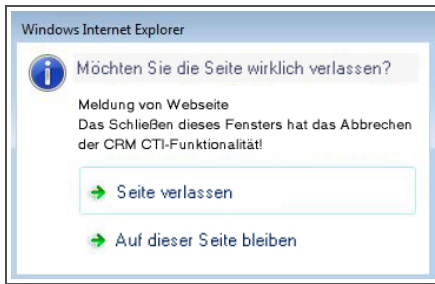 Windows Internet Explorer
Möchten Sie die Seite wirklich verlassen?
Meldung von Webseite
Das Schließen dieses Fensters hat das Abbrechen
der CRM CTI-Funktionalität!
Seite verlassen
Auf dieser Seite bleiben